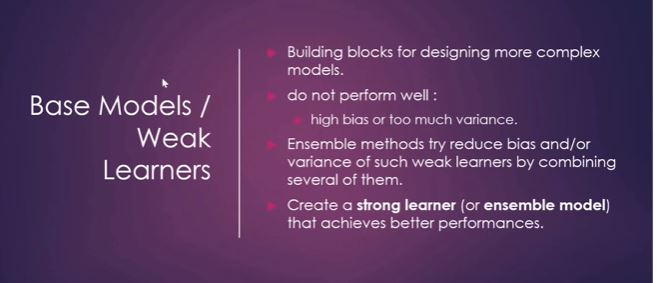 Base Models /
Weak
Learners
Building blocks for designing more complex
models.
do not perform well :
high bias or too much variance.
Ensemble methods try reduce bias and/or
variance of such weak learners by combining
several of them.
Create a strong learner (or ensemble model)
that achieves better performances.